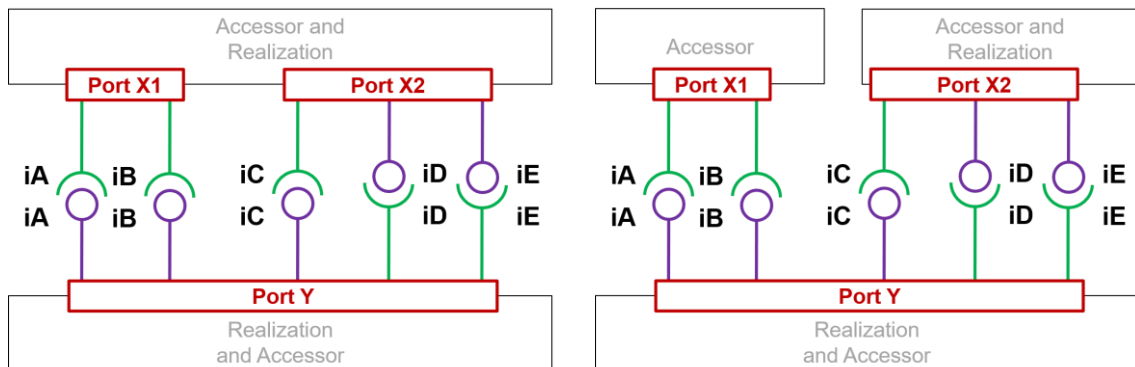 Accessor and
Realization
Port X1
Port X2
iA
iB
iC
iD
iE
iA
iB
iC
iD
iE
Port Y
Realization
and Accessor
Accessor
Accessor and
Realization
Port X1
Port X2
iA
iB
iC
iD
iE
iA
iB
iC
iD
iE
Port Y
Realization
and Accessor